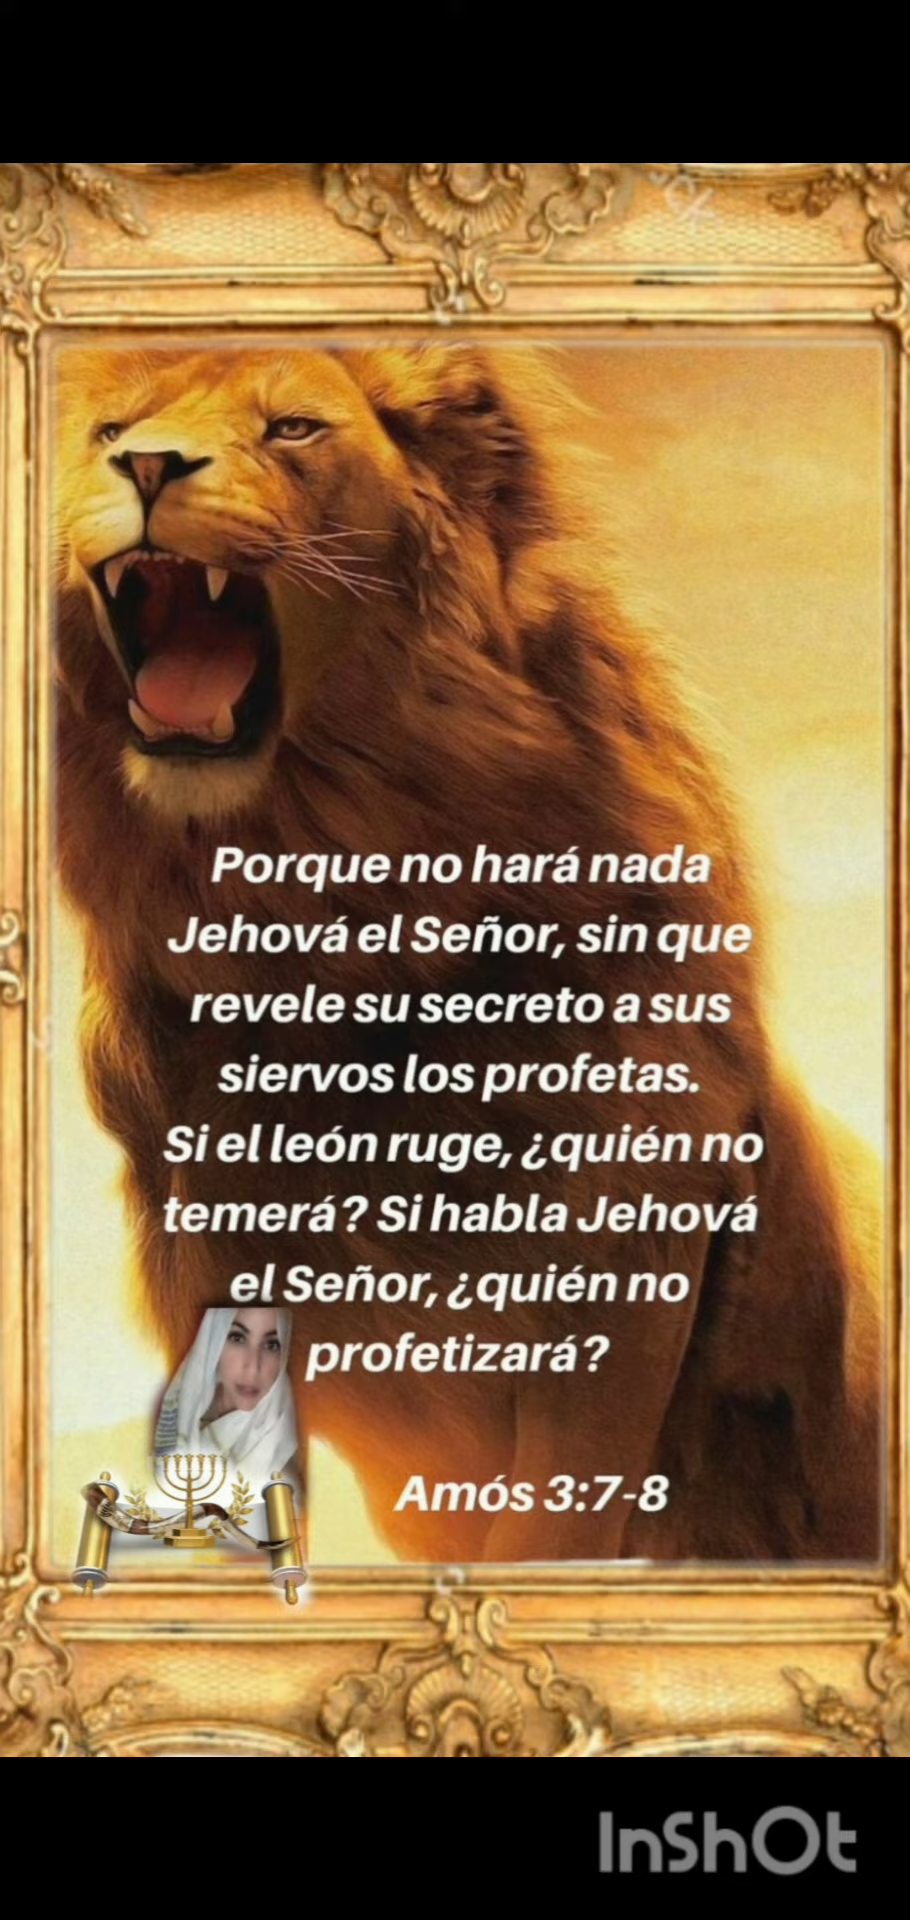 Porque no hará nada
Jehová el Señor, sin que
revele su secreto a sus
siervos los profetas.
Si el león ruge, ¿quién no
temerá? Si habla Jehová
el Señor, ¿quién no
profetizará?
Amós 3:7-8
InShOt